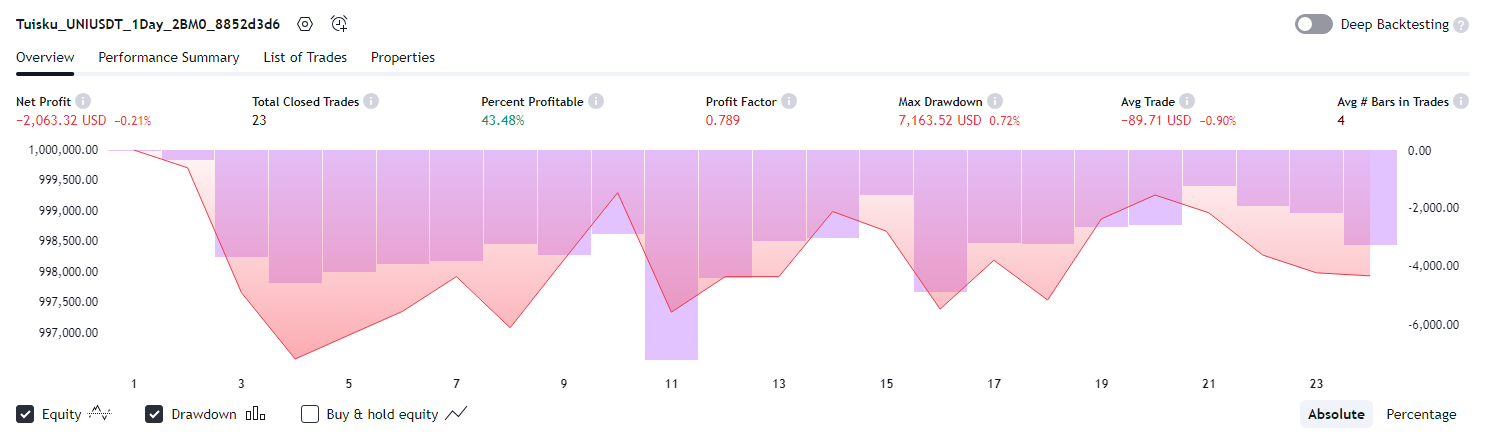 Tuisku_UNIUSDT_1Day_2BM0_8852d3d6 Deep Backtesting ?
Overview Performance Summary List of Trades Properties
Net Profit Total Closed Trades Percent Profitable Profit Factor Max Drawdown Avg Trade Avg # Bars in Trades
−2,063.32 USD −0.21% 23 43.48% 0.789 7,163.52 USD 0.72% −89.71 USD −0.90% 4
1,000,000.00 0.00
999,500.00
999,000.00 -2,000.00
998,500.00
998,000.00 -4,000.00
997,500.00
997,000.00 -6,000.00
1 3 5 7 9 11 13 15 17 19 21 23
Equity Drawdown Buy & hold equity Absolute Percentage